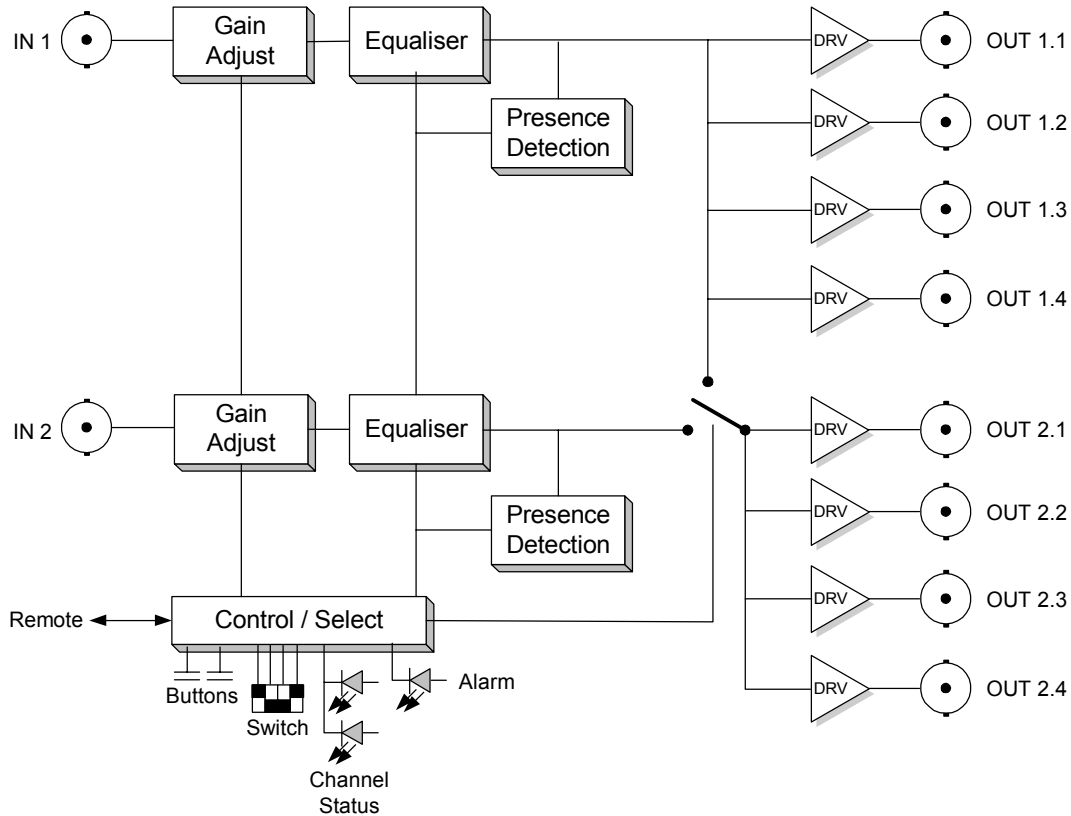 IN 1
Gain
Adjust
Equaliser
Presence
Detection
DRV
OUT 1.1
DRV
OUT 1.2
DRV
OUT 1.3
DRV
OUT 1.4
IN 2
Gain
Adjust
Equaliser
Presence
Detection
DRV
OUT 2.1
DRV
OUT 2.2
DRV
OUT 2.3
DRV
OUT 2.4
Remote
Control / Select
Buttons
Switch
Alarm
Channel
Status